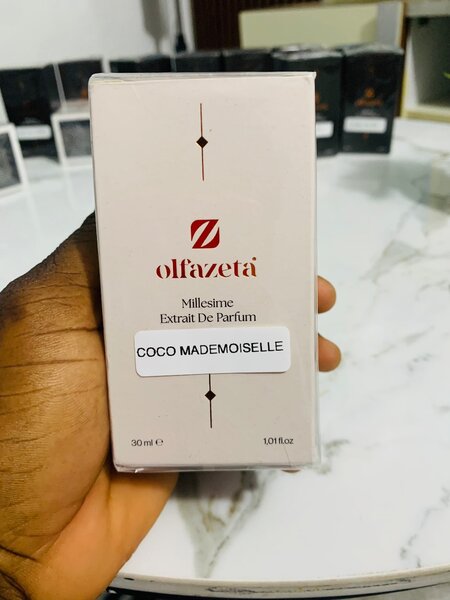 olfazeta
Millesime
Extrait De Parfum
COCO MADEMOISELLE
30 ml ℮
1,01 fl.oz